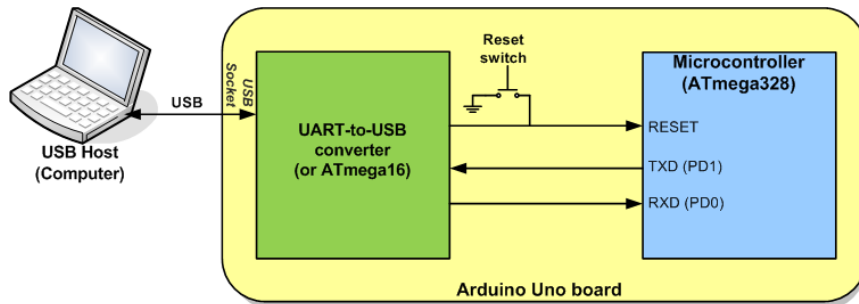 Reset
switch
Microcontroller
(ATmega328)
USB
Socket
USB
UART-to-USB
converter
(or ATmega16)
RESET
TXD (PD1)
RXD (PD0)
USB Host
(Computer)
Arduino Uno board